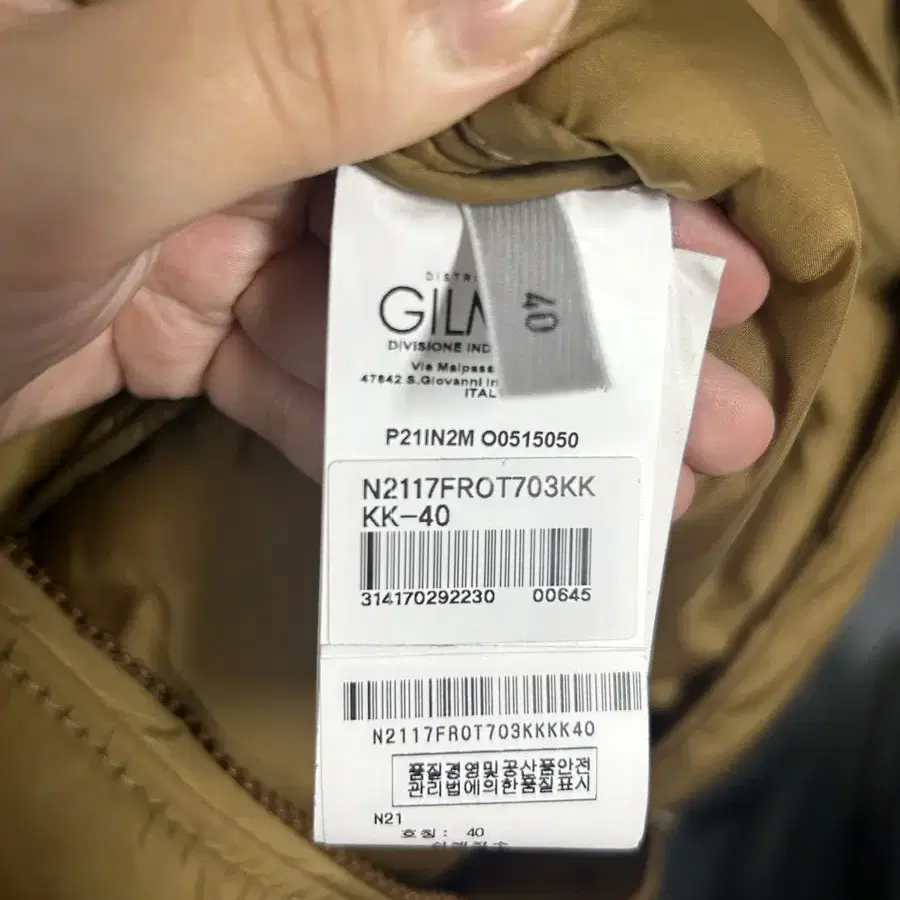 GIL
DIVISIONE IND
Via Malpasa
47842 S.Giovanni in
ITAL
40
P21IN2M O0515050
N2117FROT703KK
KK-40
314170292230 00645
N2117FROT703KKKK40
품질경영및공산품안전
관리법에의한품질표시
N21
호칭: 40